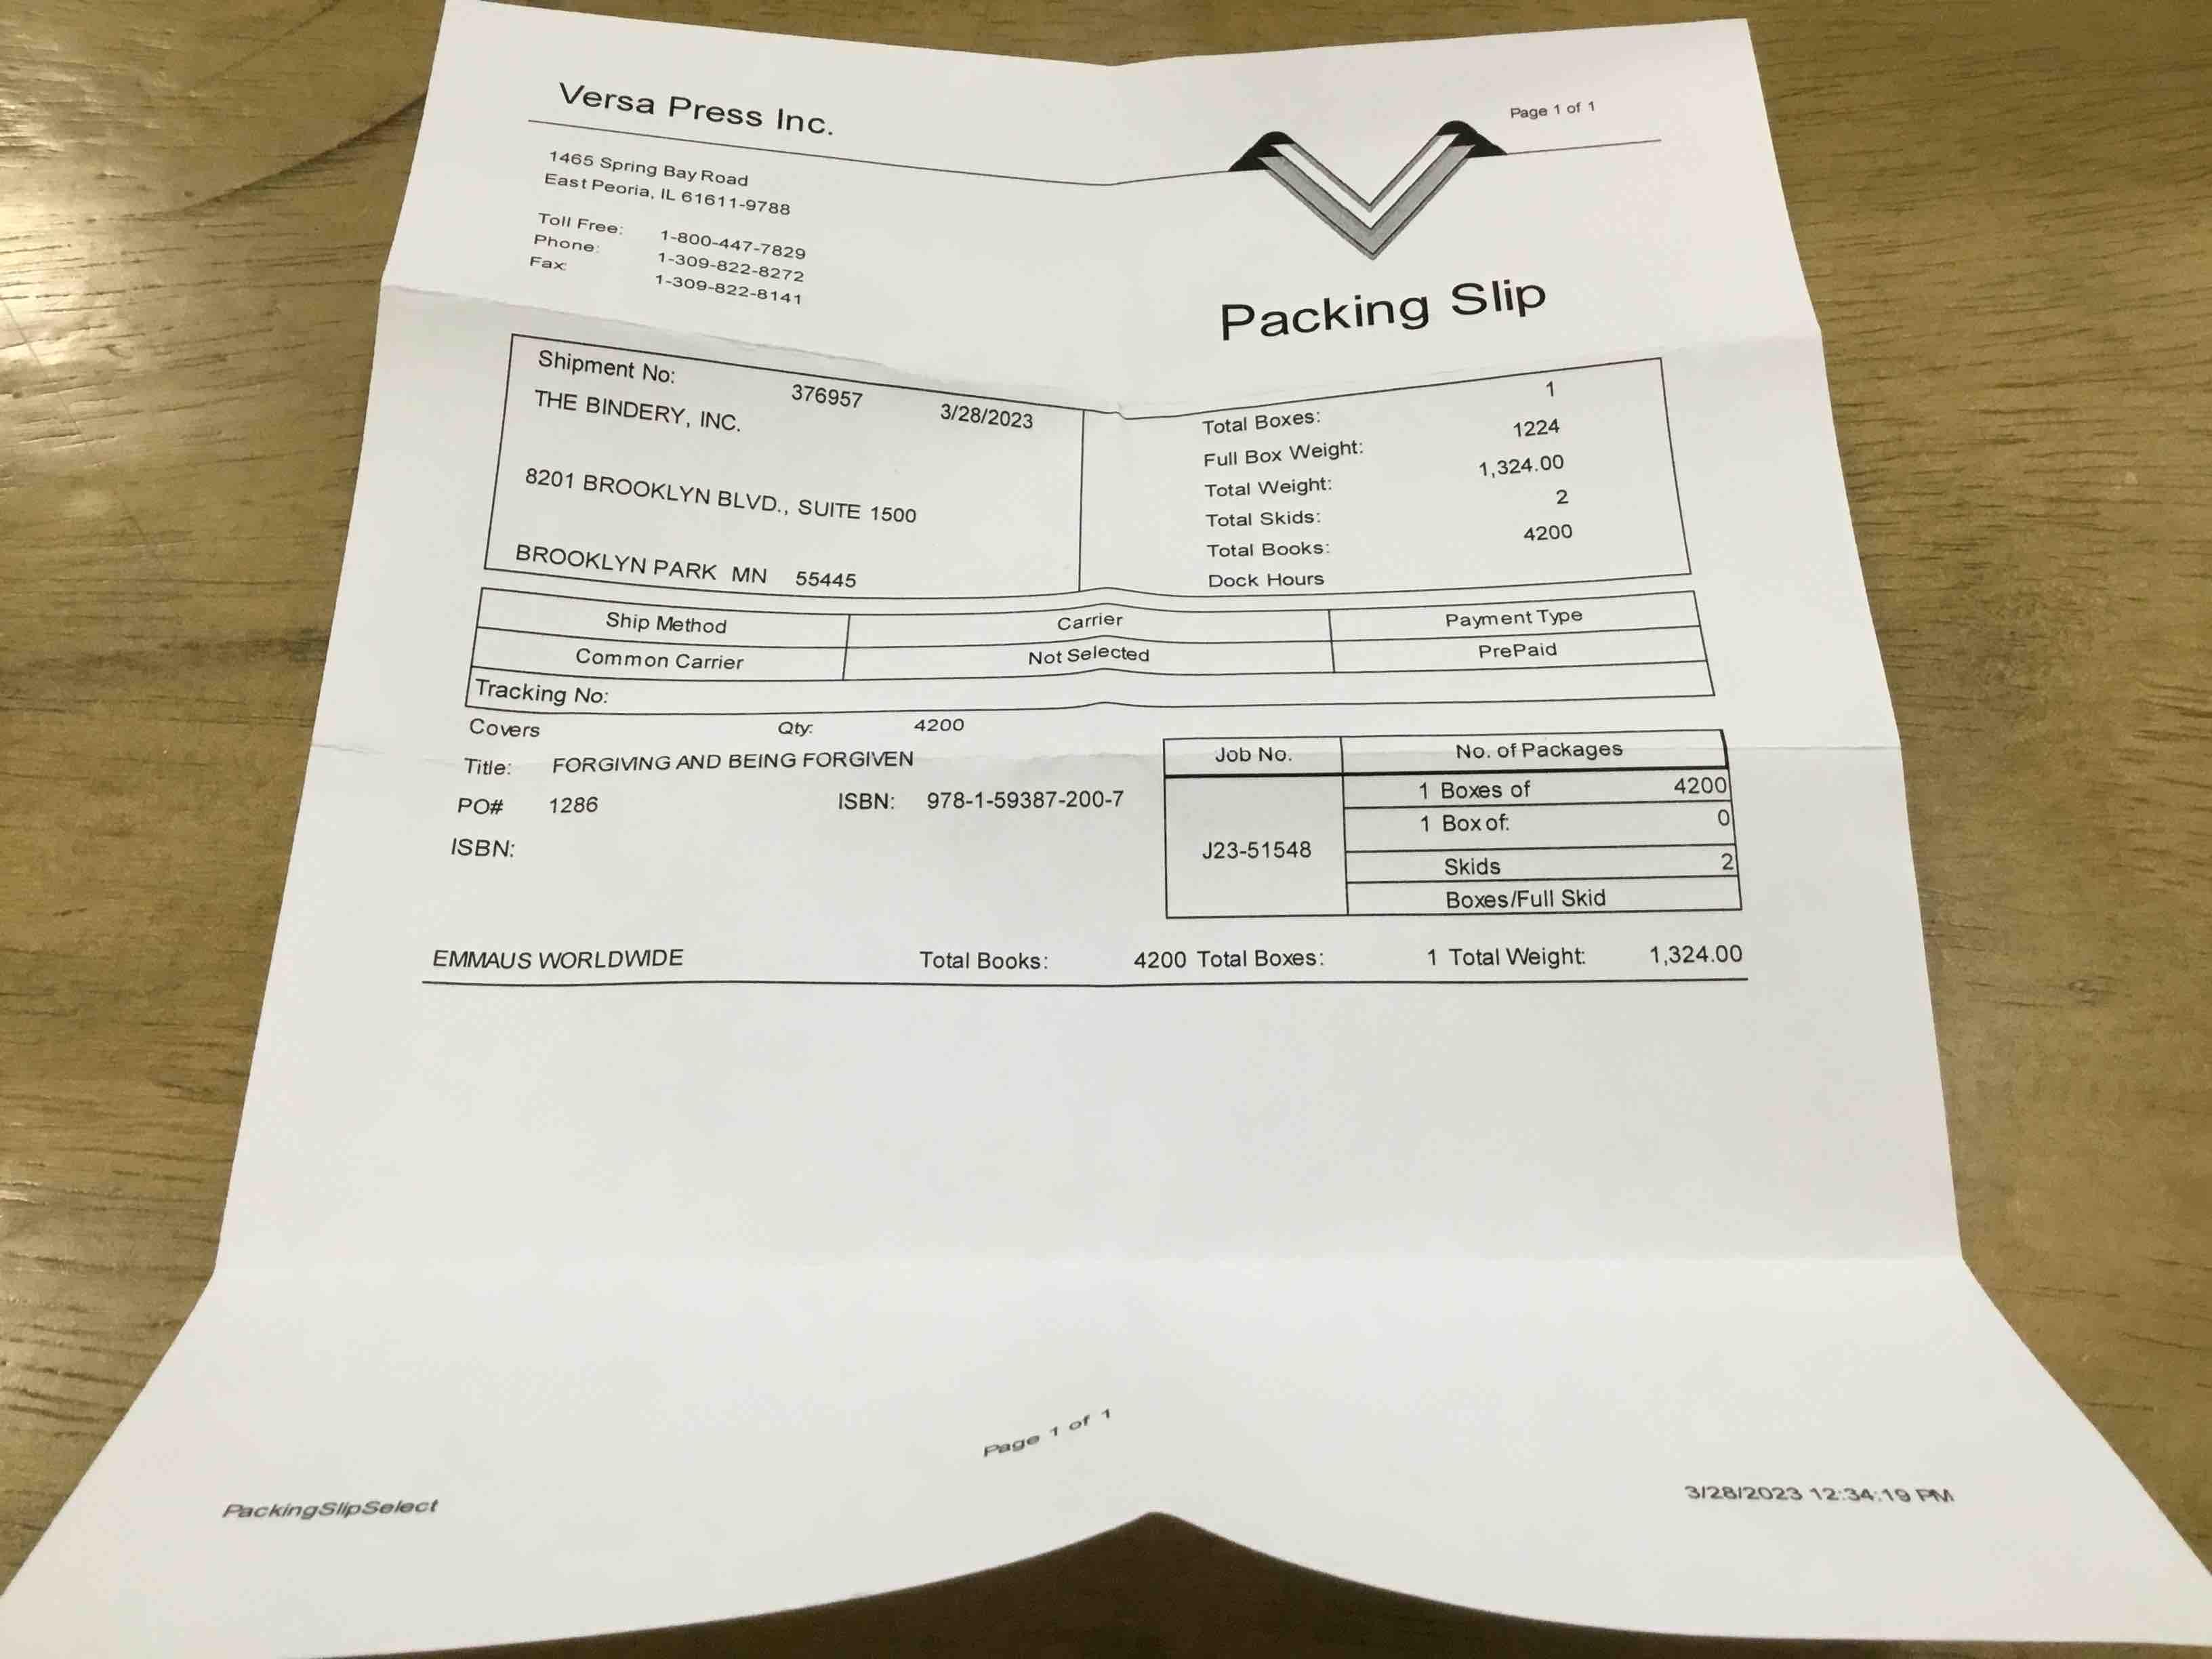 Versa Press Inc.
Page 1 of 1
1465 Spring Bay Road
East Peoria, IL 61611-9788
Toll Free: 1-800-447-7829
Phone: 1-309-822-8272
Fax: 1-309-822-8141
Packing Slip
Shipment No: 376957 3/28/2023
THE BINDERY, INC.
8201 BROOKLYN BLVD., SUITE 1500
BROOKLYN PARK MN 55445
Total Boxes: 1
Full Box Weight: 1224
Total Weight: 1,324.00
Total Skids: 2
Total Books: 4200
Dock Hours
Ship Method Carrier Payment Type
Common Carrier Not Selected PrePaid
Tracking No:
Covers Qty: 4200
Title: FORGIVING AND BEING FORGIVEN
PO# 1286 ISBN: 978-1-59387-200-7
ISBN:
Job No. No. of Packages
J23-51548
1 Boxes of 4200
1 Box of: 0
Skids 2
Boxes/Full Skid
EMMAUS WORLDWIDE Total Books: 4200 Total Boxes: 1 Total Weight: 1,324.00
Page 1 of 1
PackingSlipSelect
3/28/2023 12:34:19 PM